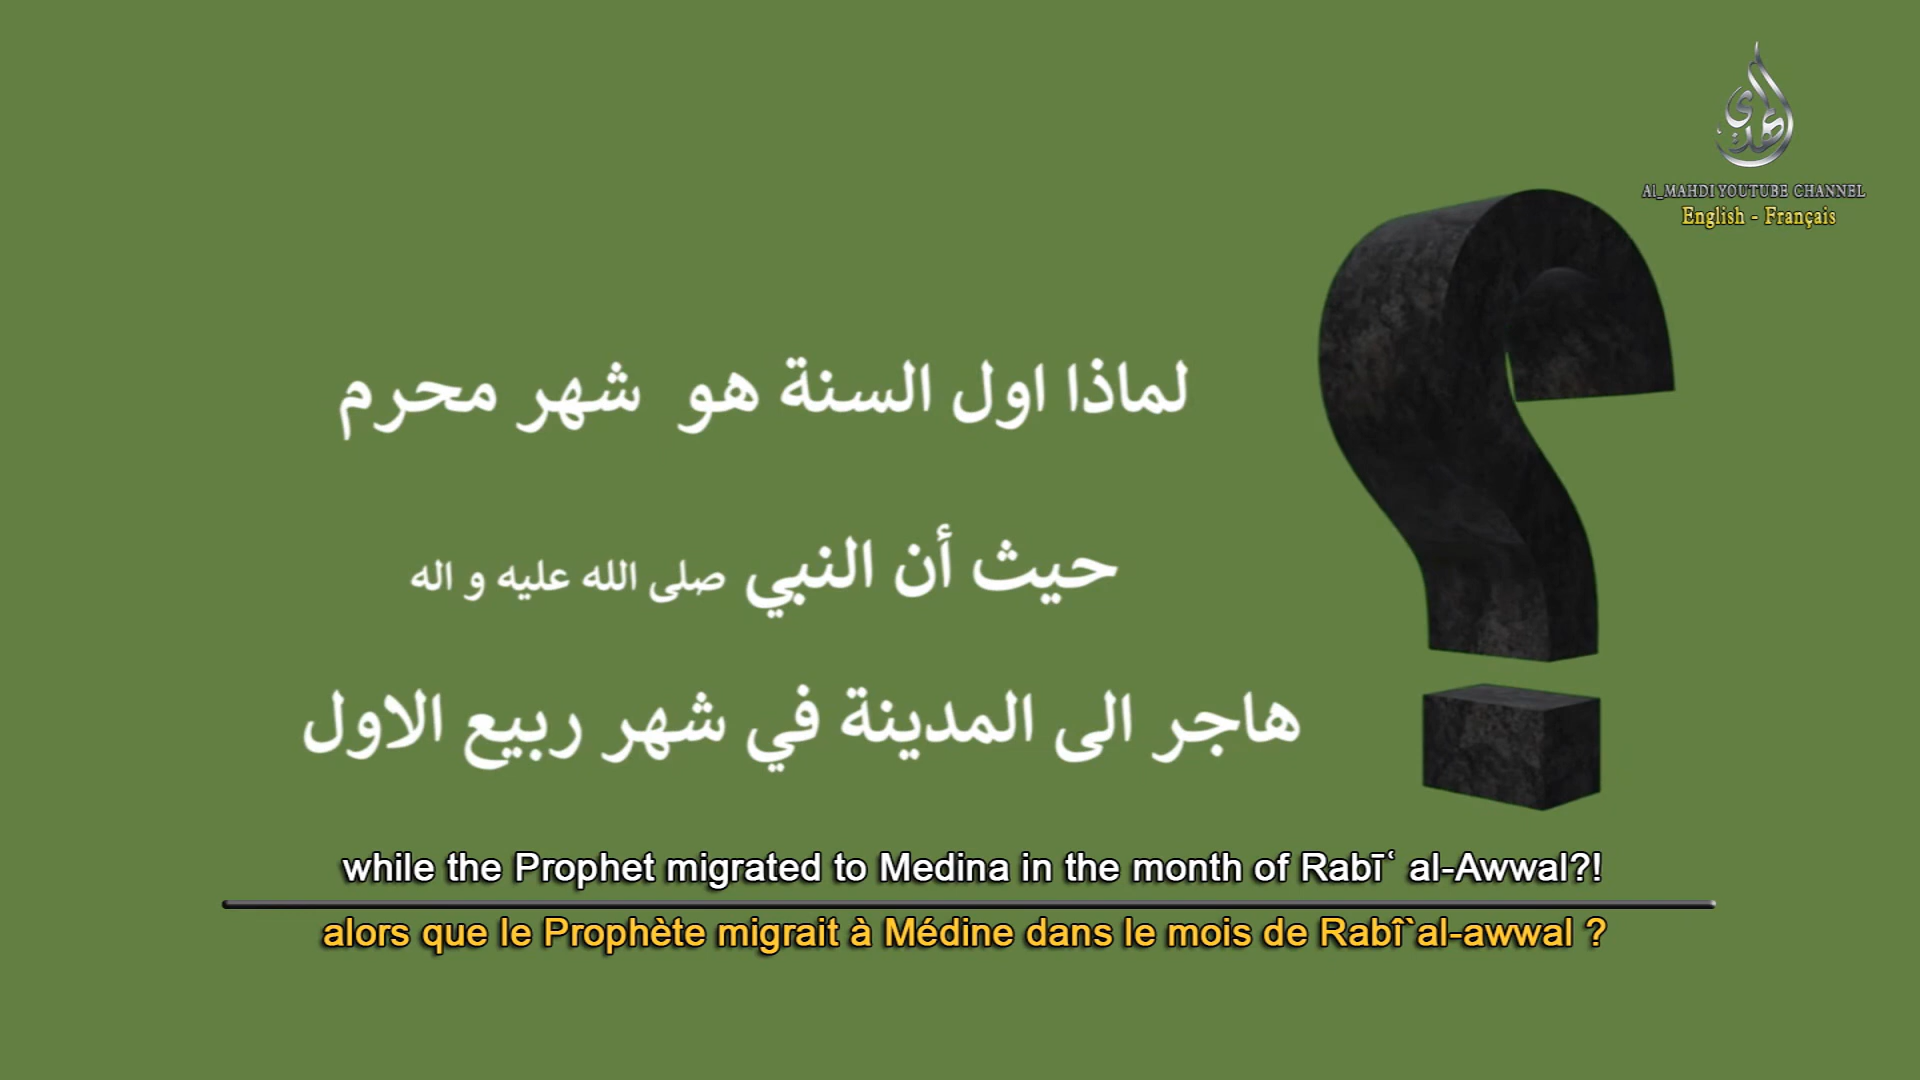 المهدي
Al_MAHDI YOUTUBE CHANNEL
English - Français
لماذا اول السنة هو شهر محرم
حيث أن النبي صلى الله عليه و اله
هاجر الى المدينة في شهر ربيع الاول
while the Prophet migrated to Medina in the month of Rabīʿ al-Awwal?!
alors que le Prophète migrait à Médine dans le mois de Rabî`al-awwal ?